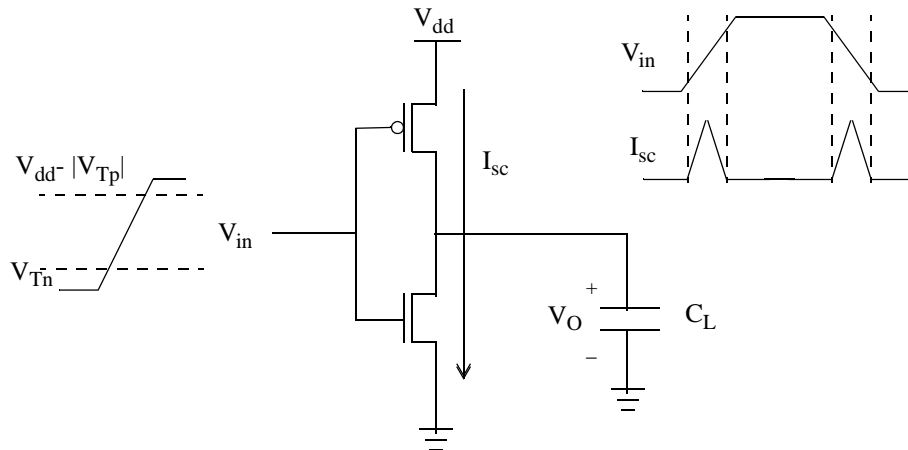 V_dd
V_in
I_sc
V_dd- |V_Tp|
V_Tn
V_in
I_sc
+
V_O
C_L
−